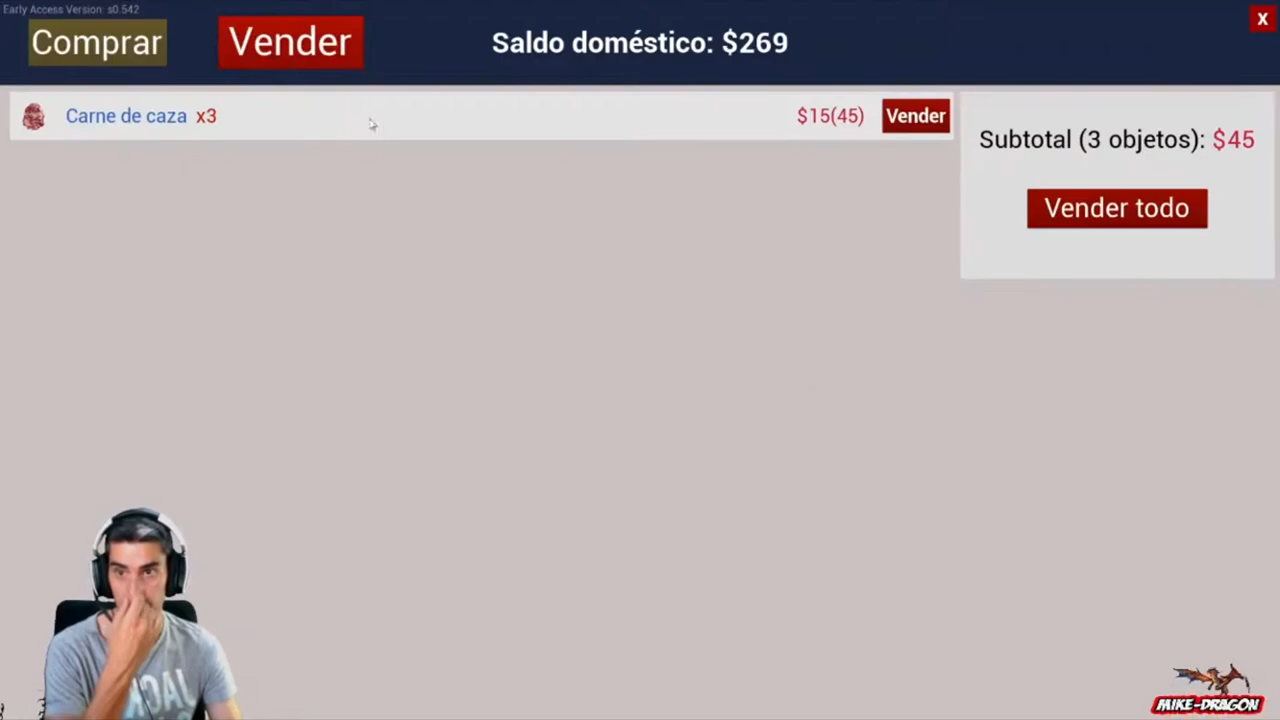 Early Access Version: s0.542
Comprar Vender Saldo doméstico: $269 X
Carne de caza x3 $15(45) Vender
Subtotal (3 objetos): $45
Vender todo
MIKE-DRAGON